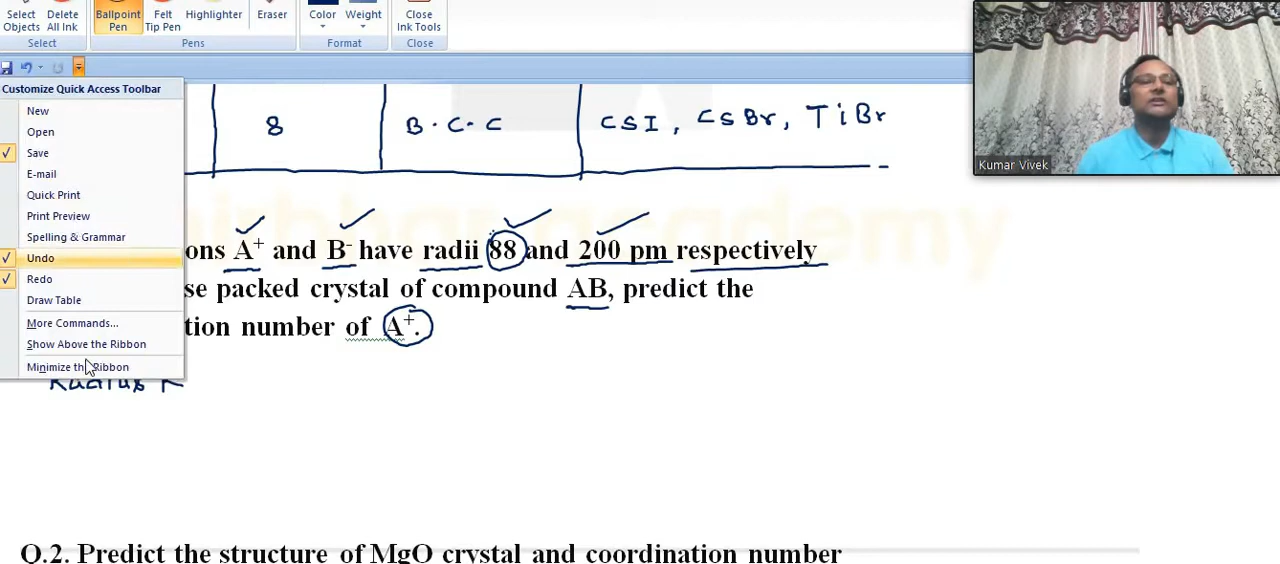 Select Objects
Delete All Ink
Ballpoint Pen
Felt Tip Pen
Highlighter
Eraser
Color
Weight
Close Ink Tools
Select
Pens
Format
Close
Customize Quick Access Toolbar
New
Open
Save
E-mail
Quick Print
Print Preview
Spelling & Grammar
Undo
Redo
Draw Table
More Commands...
Show Above the Ribbon
Minimize the Ribbon
8
B.C.C
CSI, CSBr, TiBr
ons A⁺ and B⁻ have radii 88 and 200 pm respectively
se packed crystal of compound AB, predict the
tion number of A⁺.
Radius R
Q.2. Predict the structure of MgO crystal and coordination number
Kumar Vivek